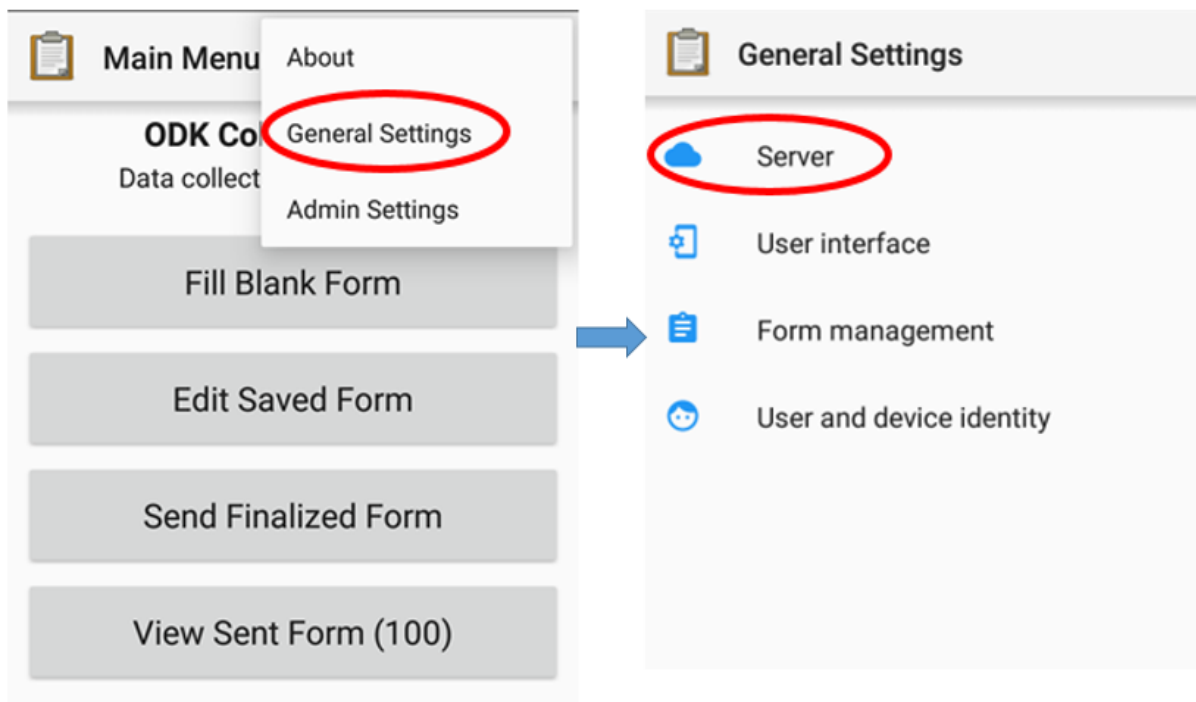 Main Menu
About
General Settings
Admin Settings
ODK Co
Data collect
Fill Blank Form
Edit Saved Form
Send Finalized Form
View Sent Form (100)
General Settings
Server
User interface
Form management
User and device identity